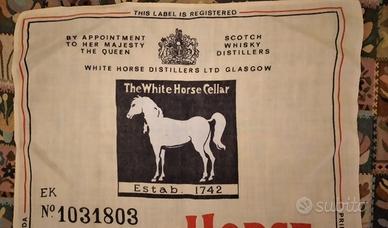 THIS LABEL IS REGISTERED
BY APPOINTMENT
TO HER MAJESTY
THE QUEEN
SCOTCH
WHISKY
DISTILLERS
WHITE HORSE DISTILLERS LTD GLASGOW
The White Horse Cellar
Estab. 1742
EK
No 1031803
HORSE
subito